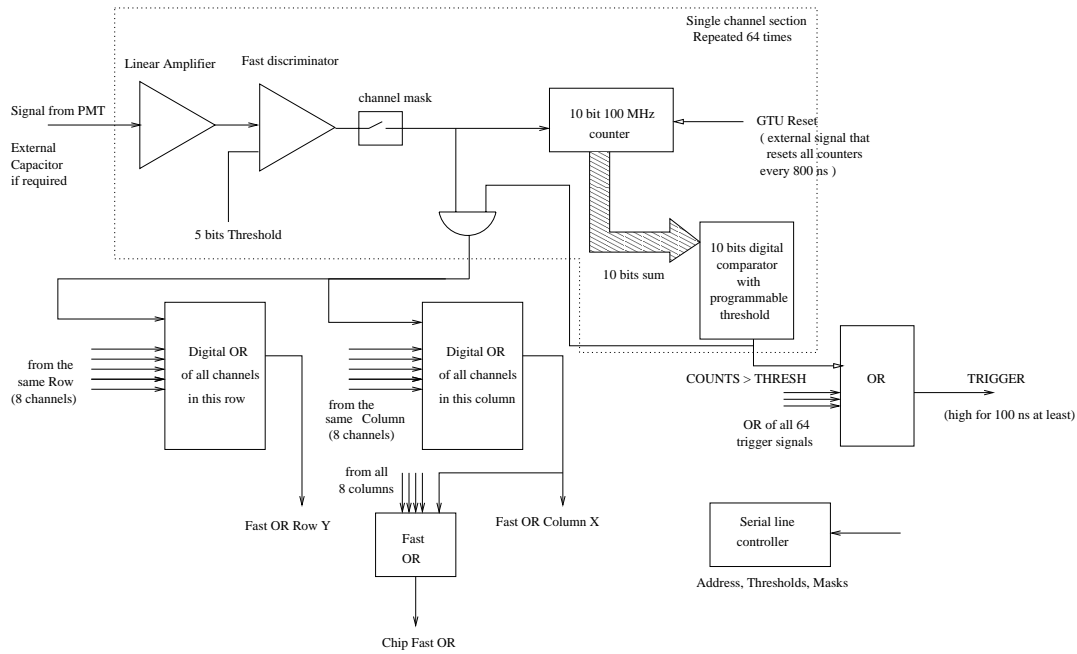 Single channel section
Repeated 64 times
Linear Amplifier
Fast discriminator
channel mask
Signal from PMT
External
Capacitor
if required
10 bit 100 MHz
counter
GTU Reset
( external signal that
resets all counters
every 800 ns )
5 bits Threshold
10 bits sum
10 bits digital
comparator
with
programmable
threshold
Digital OR
of all channels
in this row
from the
same Row
(8 channels)
Digital OR
of all channels
in this column
from the
same Column
(8 channels)
COUNTS > THRESH
OR
TRIGGER
(high for 100 ns at least)
OR of all 64
trigger signals
from all
8 columns
Fast OR Row Y
Fast OR Column X
Fast
OR
Chip Fast OR
Serial line
controller
Address, Thresholds, Masks